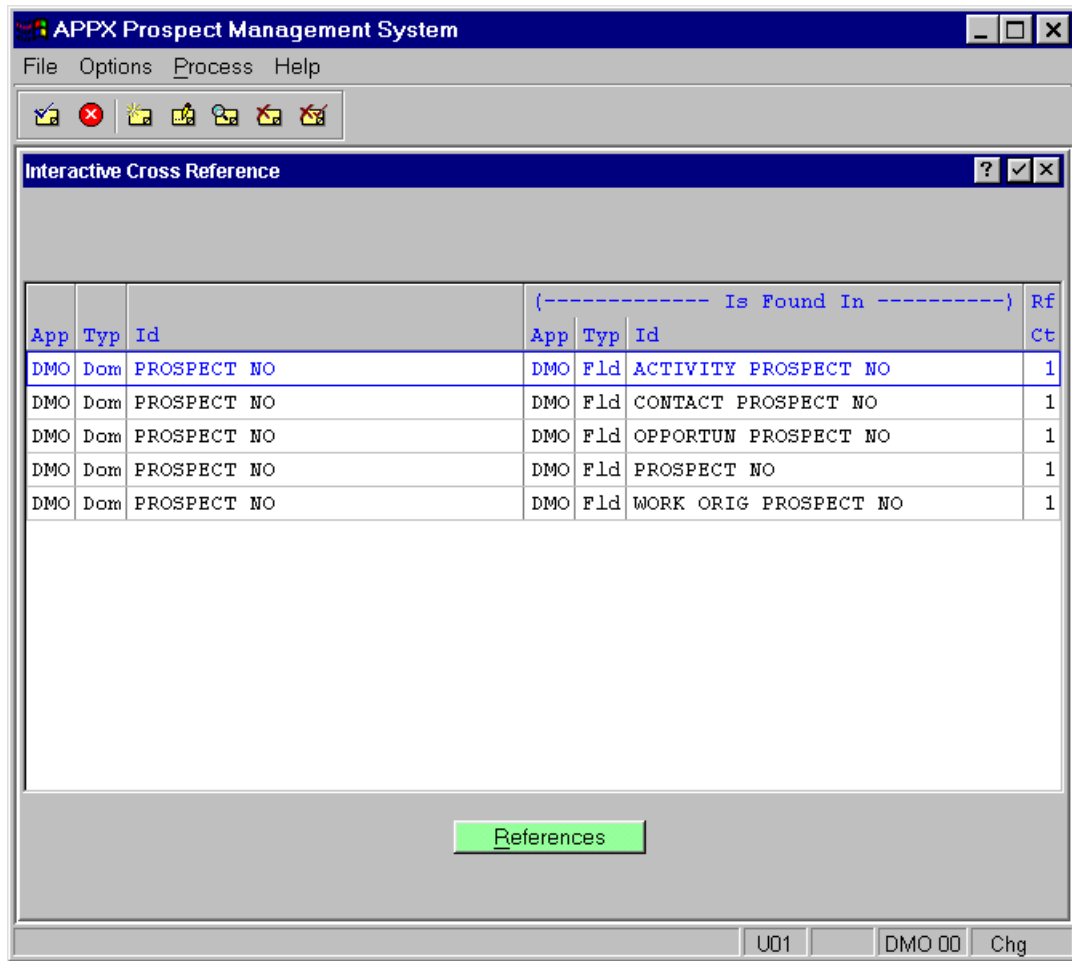 APPX Prospect Management System
File Options Process Help
Interactive Cross Reference ?
(------------- Is Found In ----------) Rf
App Typ Id App Typ Id Ct
DMO Dom PROSPECT NO DMO Fld ACTIVITY PROSPECT NO 1
DMO Dom PROSPECT NO DMO Fld CONTACT PROSPECT NO 1
DMO Dom PROSPECT NO DMO Fld OPPORTUN PROSPECT NO 1
DMO Dom PROSPECT NO DMO Fld PROSPECT NO 1
DMO Dom PROSPECT NO DMO Fld WORK ORIG PROSPECT NO 1
References
U01 DMO 00 Chg